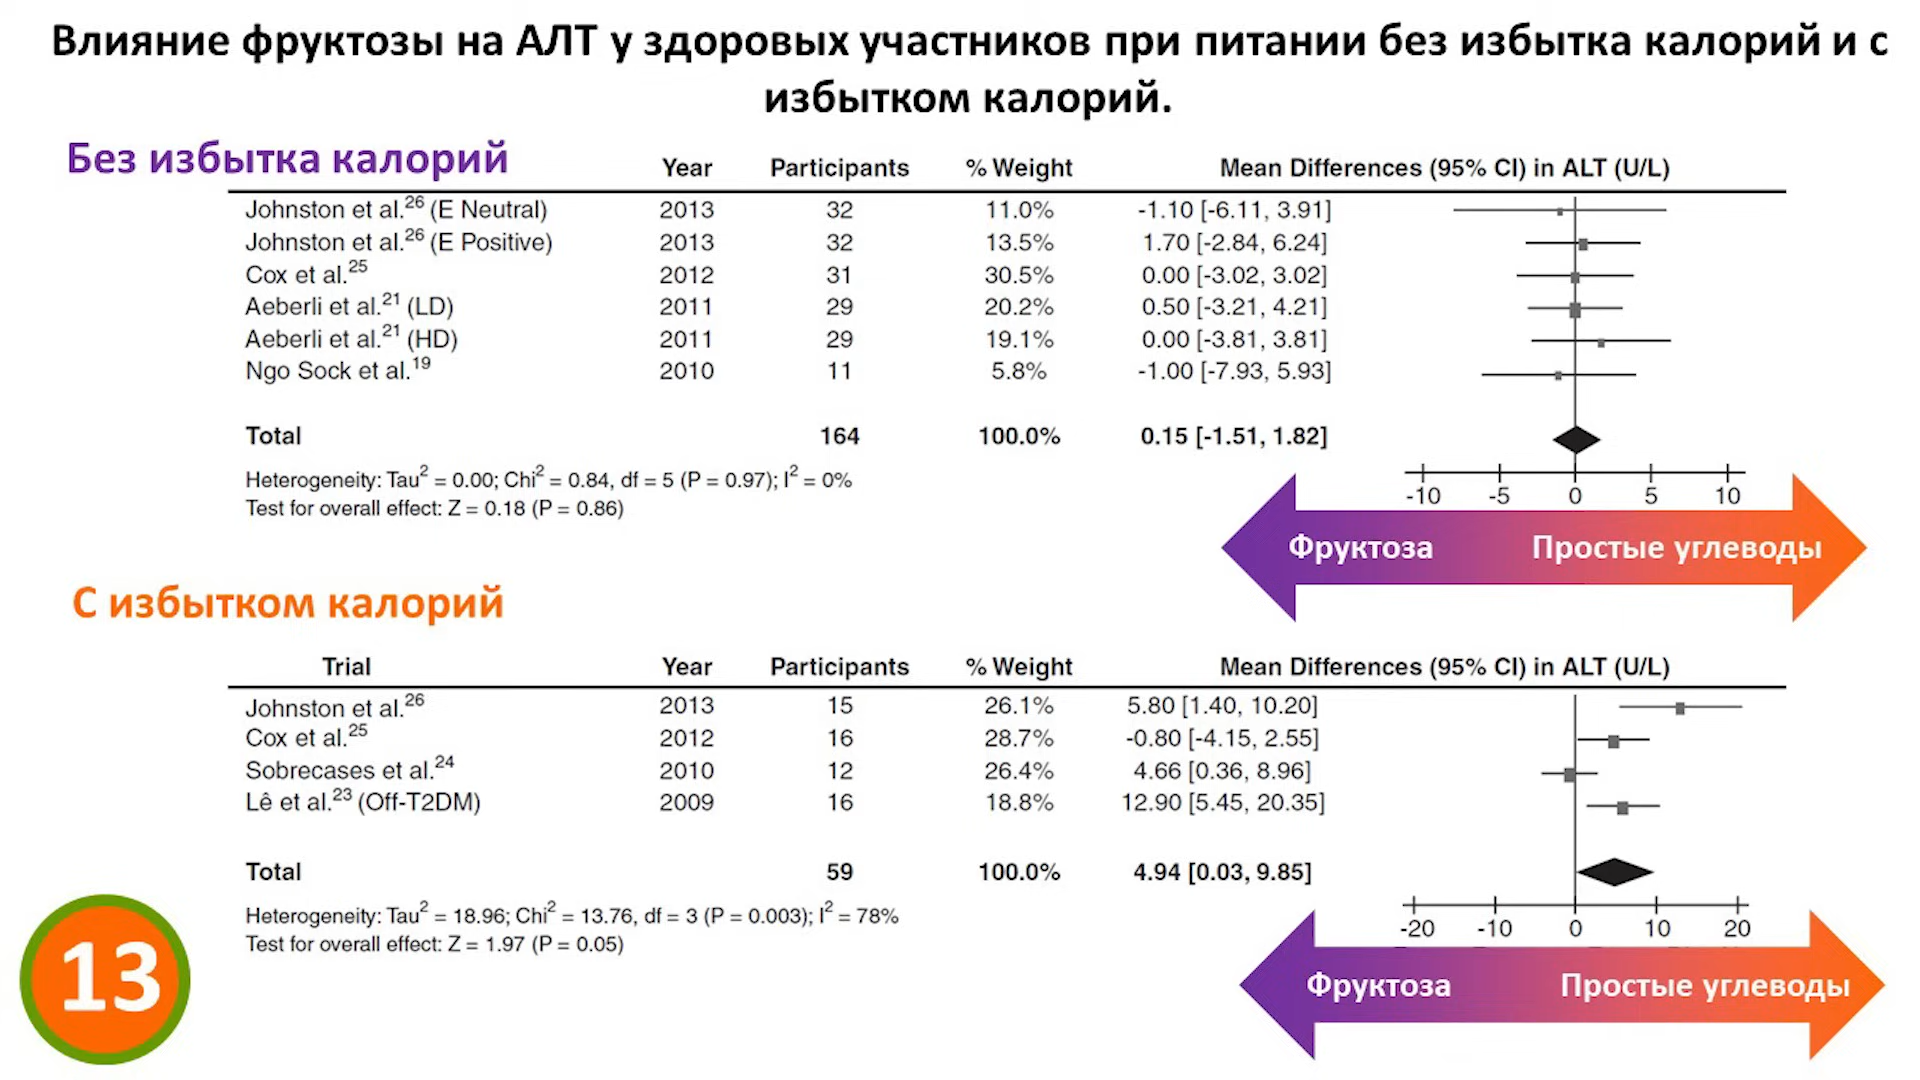 Влияние фруктозы на АЛТ у здоровых участников при питании без избытка калорий и с
избытком калорий.
Без избытка калорий
Year Participants % Weight Mean Differences (95% CI) in ALT (U/L)
Johnston et al.26 (E Neutral) 2013 32 11.0% -1.10 [-6.11, 3.91]
Johnston et al.26 (E Positive) 2013 32 13.5% 1.70 [-2.84, 6.24]
Cox et al.25 2012 31 30.5% 0.00 [-3.02, 3.02]
Aeberli et al.21 (LD) 2011 29 20.2% 0.50 [-3.21, 4.21]
Aeberli et al.21 (HD) 2011 29 19.1% 0.00 [-3.81, 3.81]
Ngo Sock et al.19 2010 11 5.8% -1.00 [-7.93, 5.93]
Total 164 100.0% 0.15 [-1.51, 1.82]
Heterogeneity: Tau2 = 0.00; Chi2 = 0.84, df = 5 (P = 0.97); I2 = 0%
Test for overall effect: Z = 0.18 (P = 0.86)
-10 -5 0 5 10
Фруктоза Простые углеводы
С избытком калорий
Trial Year Participants % Weight Mean Differences (95% CI) in ALT (U/L)
Johnston et al.26 2013 15 26.1% 5.80 [1.40, 10.20]
Cox et al.25 2012 16 28.7% -0.80 [-4.15, 2.55]
Sobrecases et al.24 2010 12 26.4% 4.66 [0.36, 8.96]
Lê et al.23 (Off-T2DM) 2009 16 18.8% 12.90 [5.45, 20.35]
Total 59 100.0% 4.94 [0.03, 9.85]
Heterogeneity: Tau2 = 18.96; Chi2 = 13.76, df = 3 (P = 0.003); I2 = 78%
Test for overall effect: Z = 1.97 (P = 0.05)
-20 -10 0 10 20
Фруктоза Простые углеводы
13